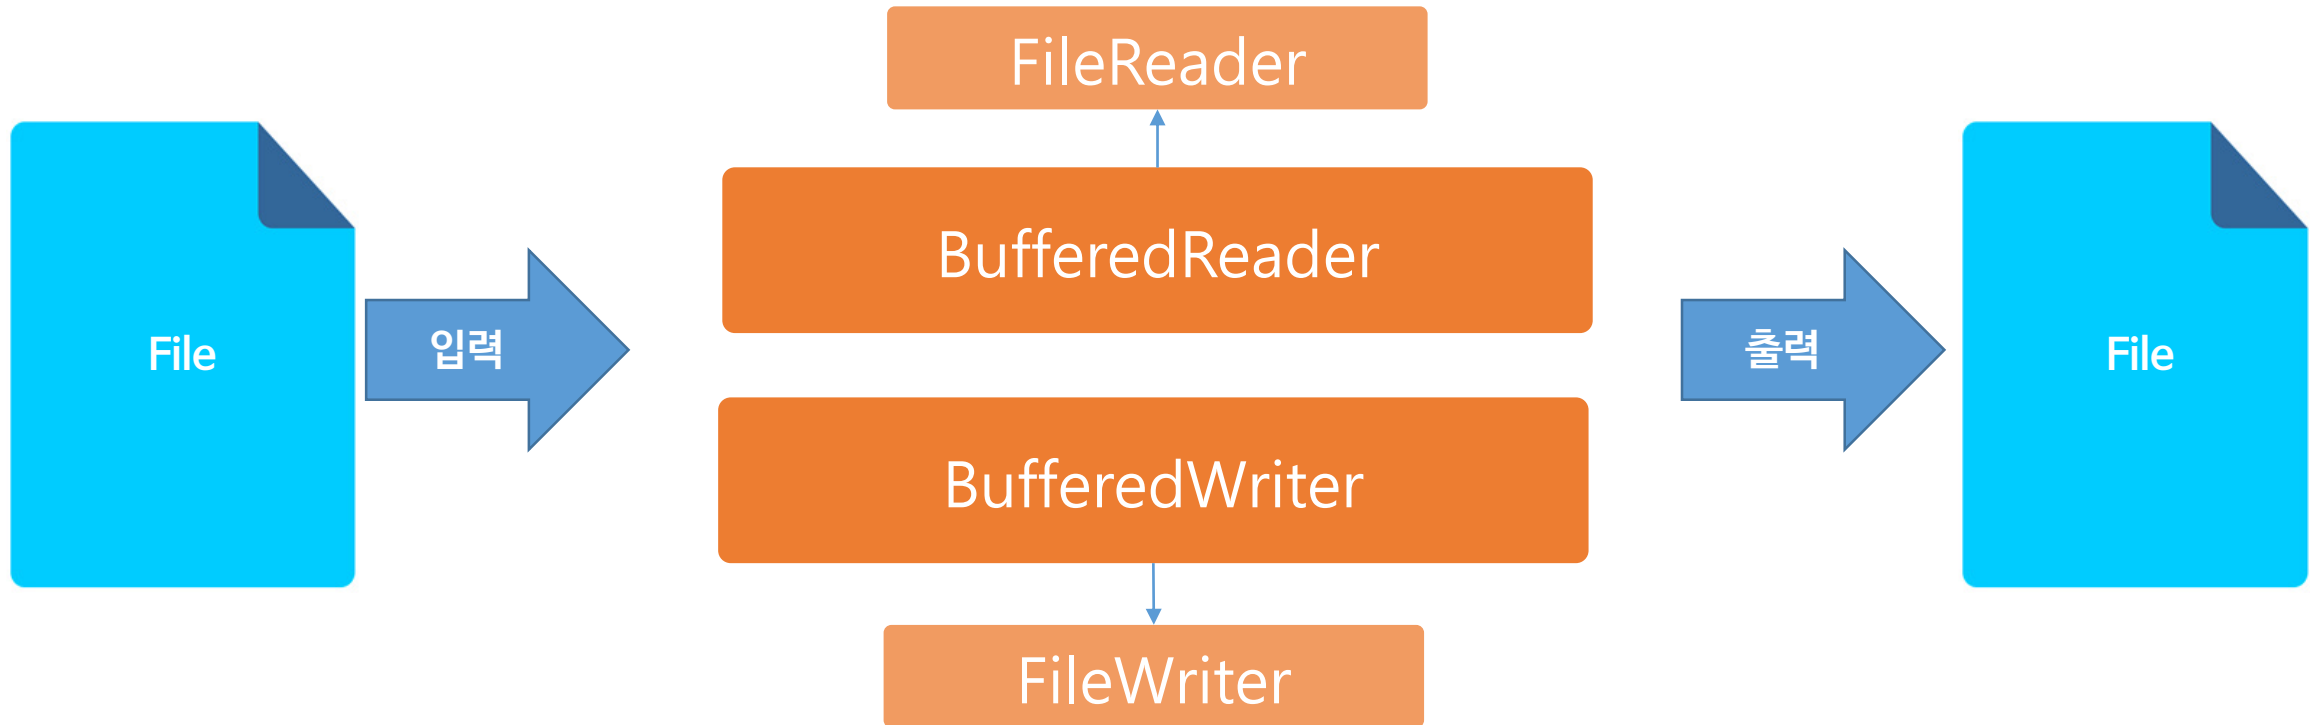 File
입력
FileReader
BufferedReader
BufferedWriter
FileWriter
출력
File